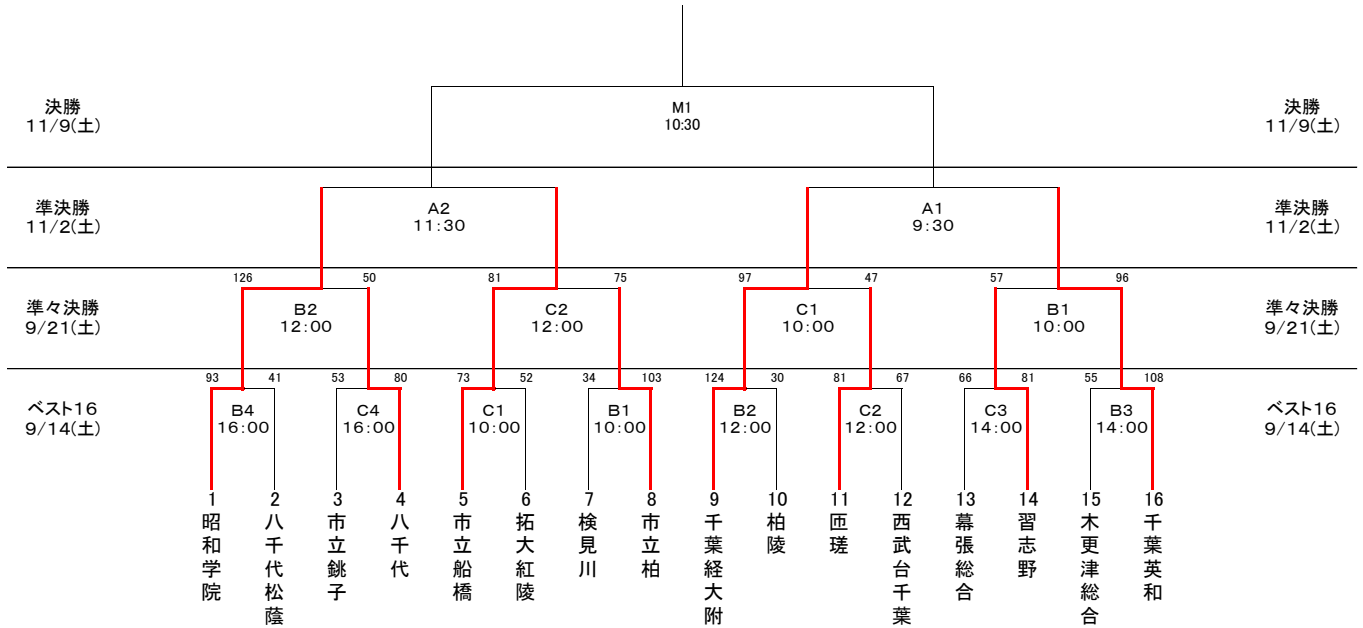 M1
10:30
決勝
11/9(土)
決勝
11/9(土)
準決勝
11/2(土)
A2
11:30
A1
9:30
準決勝
11/2(土)
126
50
81
75
97
47
57
96
準々決勝
9/21(土)
B2
12:00
C2
12:00
C1
10:00
B1
10:00
準々決勝
9/21(土)
93
41
53
80
73
52
34
103
124
30
81
67
66
81
55
108
ベスト16
9/14(土)
B4
16:00
C4
16:00
C1
10:00
B1
10:00
B2
12:00
C2
12:00
C3
14:00
B3
14:00
ベスト16
9/14(土)
1
昭和学院
2
八千代松蔭
3
市立銚子
4
八千代
5
市立船橋
6
拓大紅陵
7
検見川
8
市立柏
9
千葉経大附
10
柏陵
11
匝瑳
12
西武台千葉
13
幕張総合
14
習志野
15
木更津総合
16
千葉英和